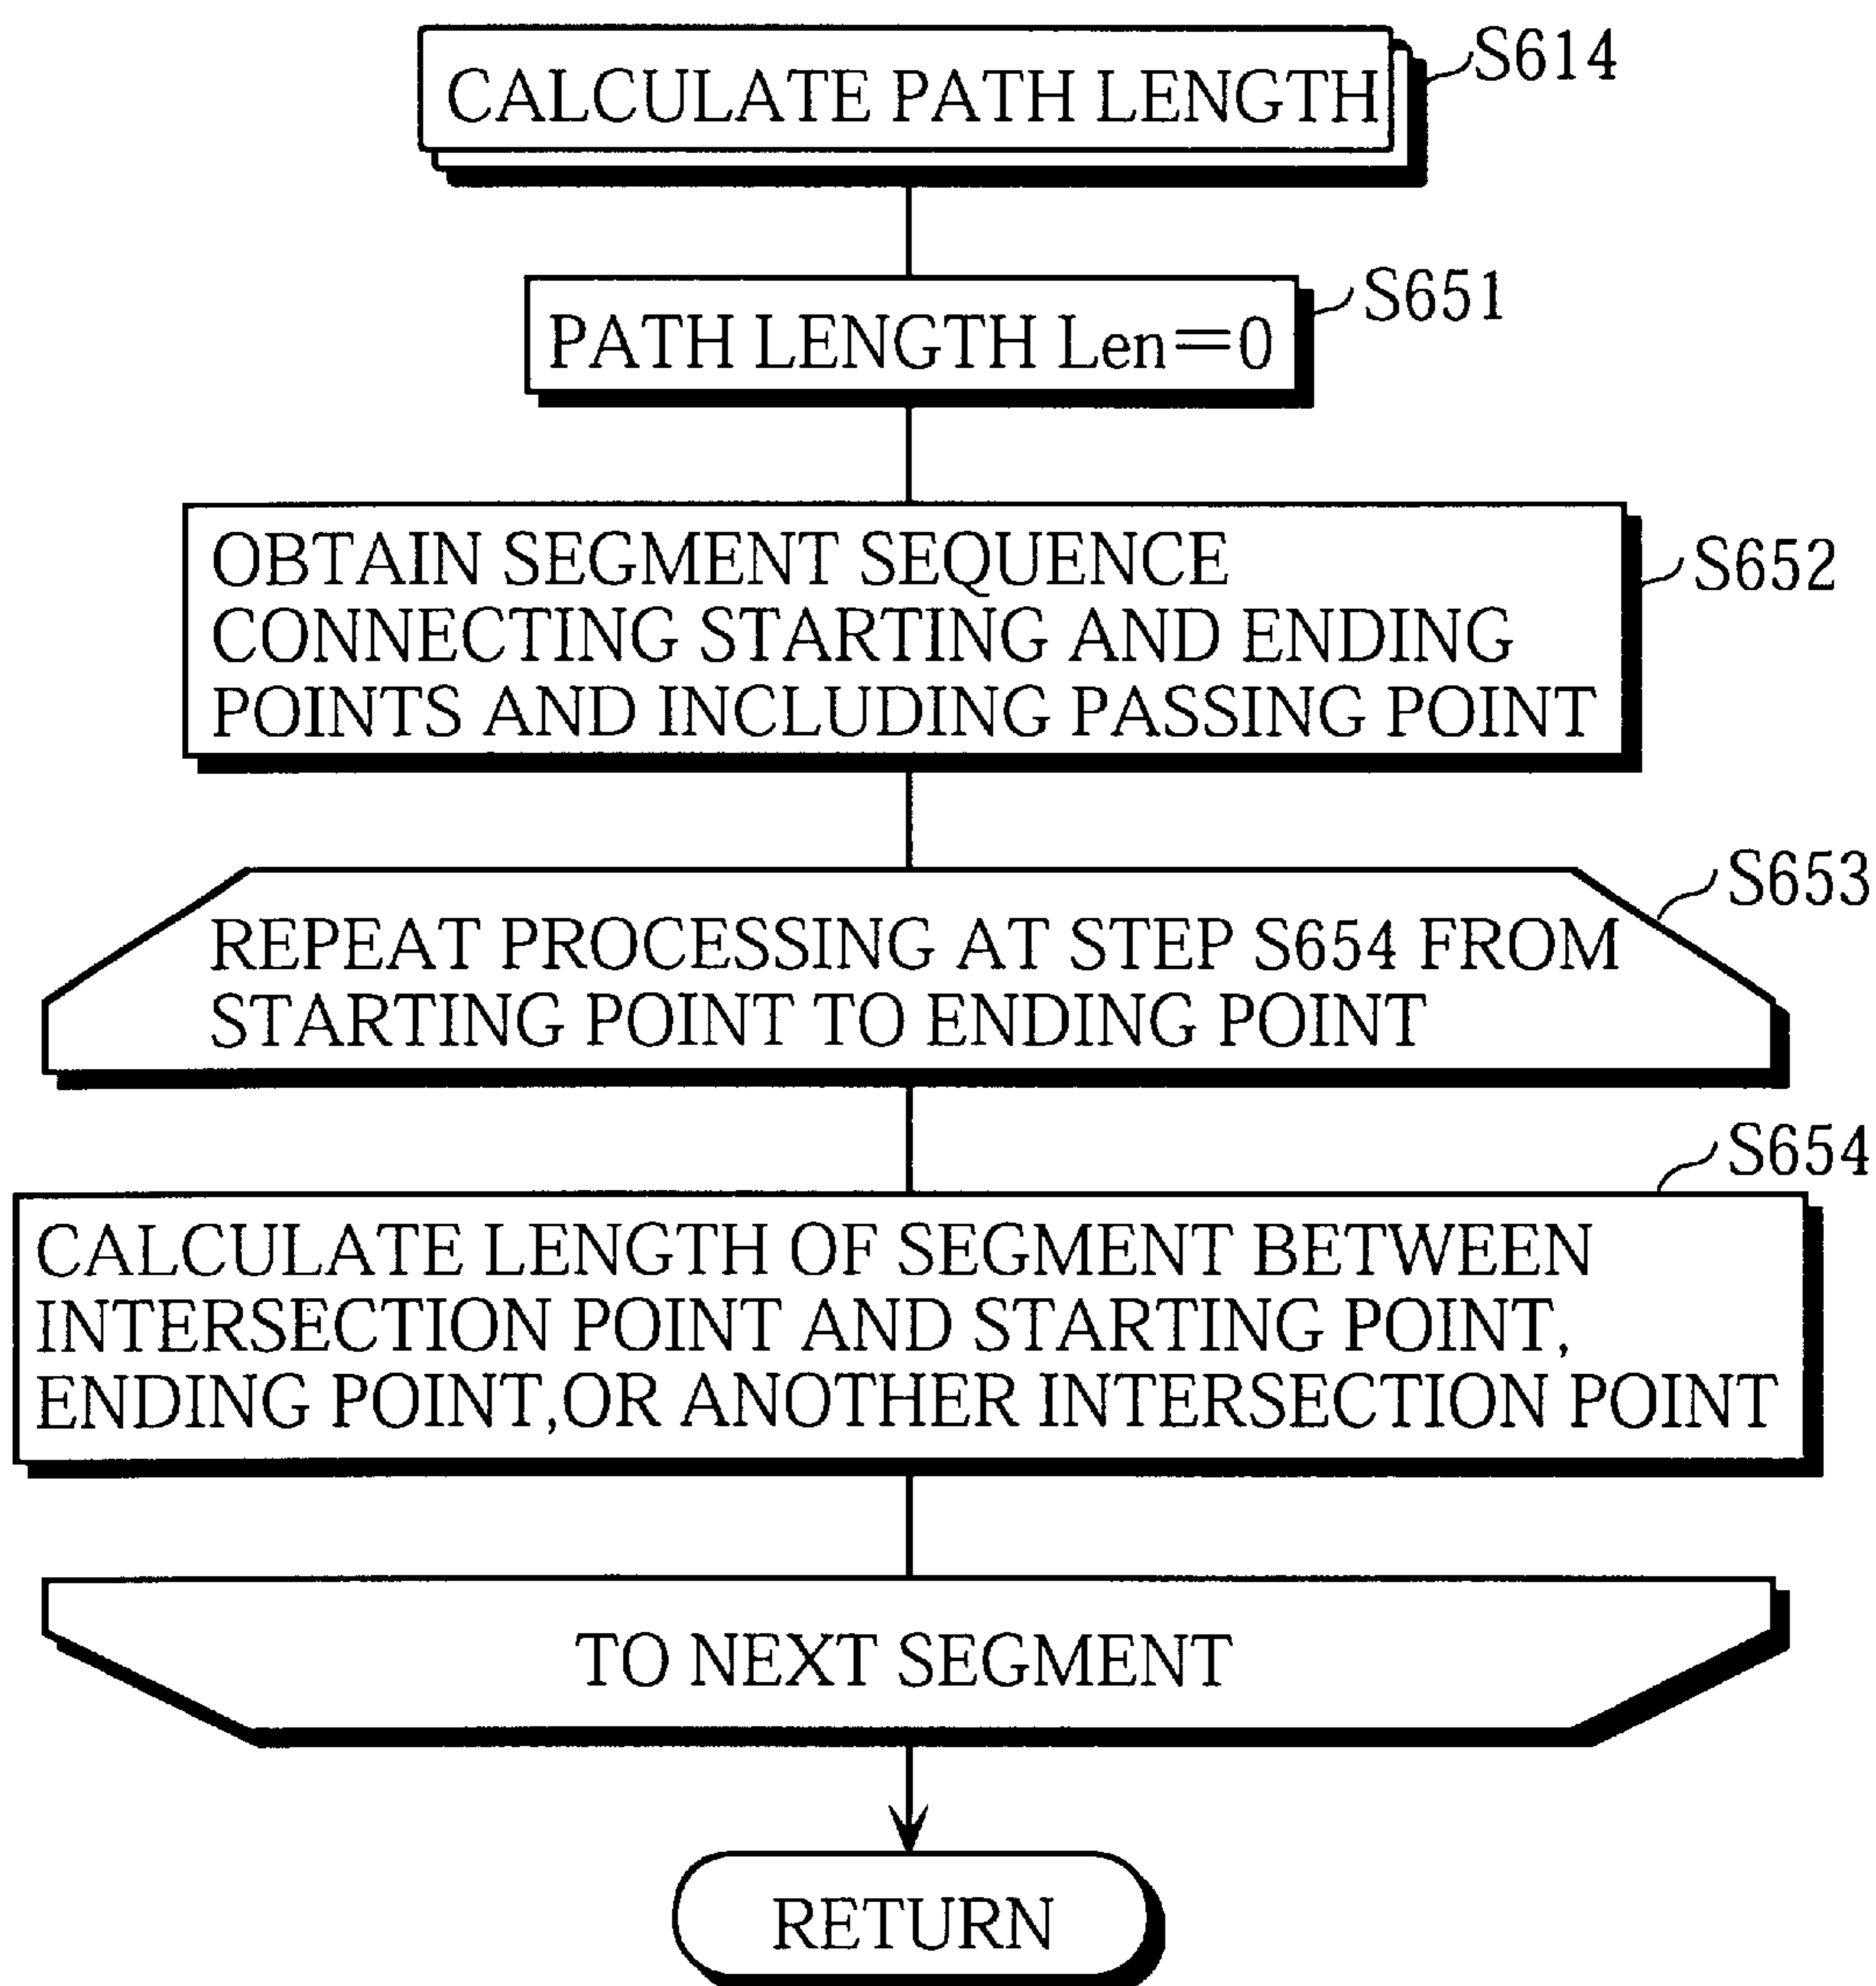 CALCULATE PATH LENGTH
S614
PATH LENGTH Len=0
S651
OBTAIN SEGMENT SEQUENCE
CONNECTING STARTING AND ENDING
POINTS AND INCLUDING PASSING POINT
S652
REPEAT PROCESSING AT STEP S654 FROM
STARTING POINT TO ENDING POINT
S653
S654
CALCULATE LENGTH OF SEGMENT BETWEEN
INTERSECTION POINT AND STARTING POINT,
ENDING POINT,OR ANOTHER INTERSECTION POINT
TO NEXT SEGMENT
RETURN